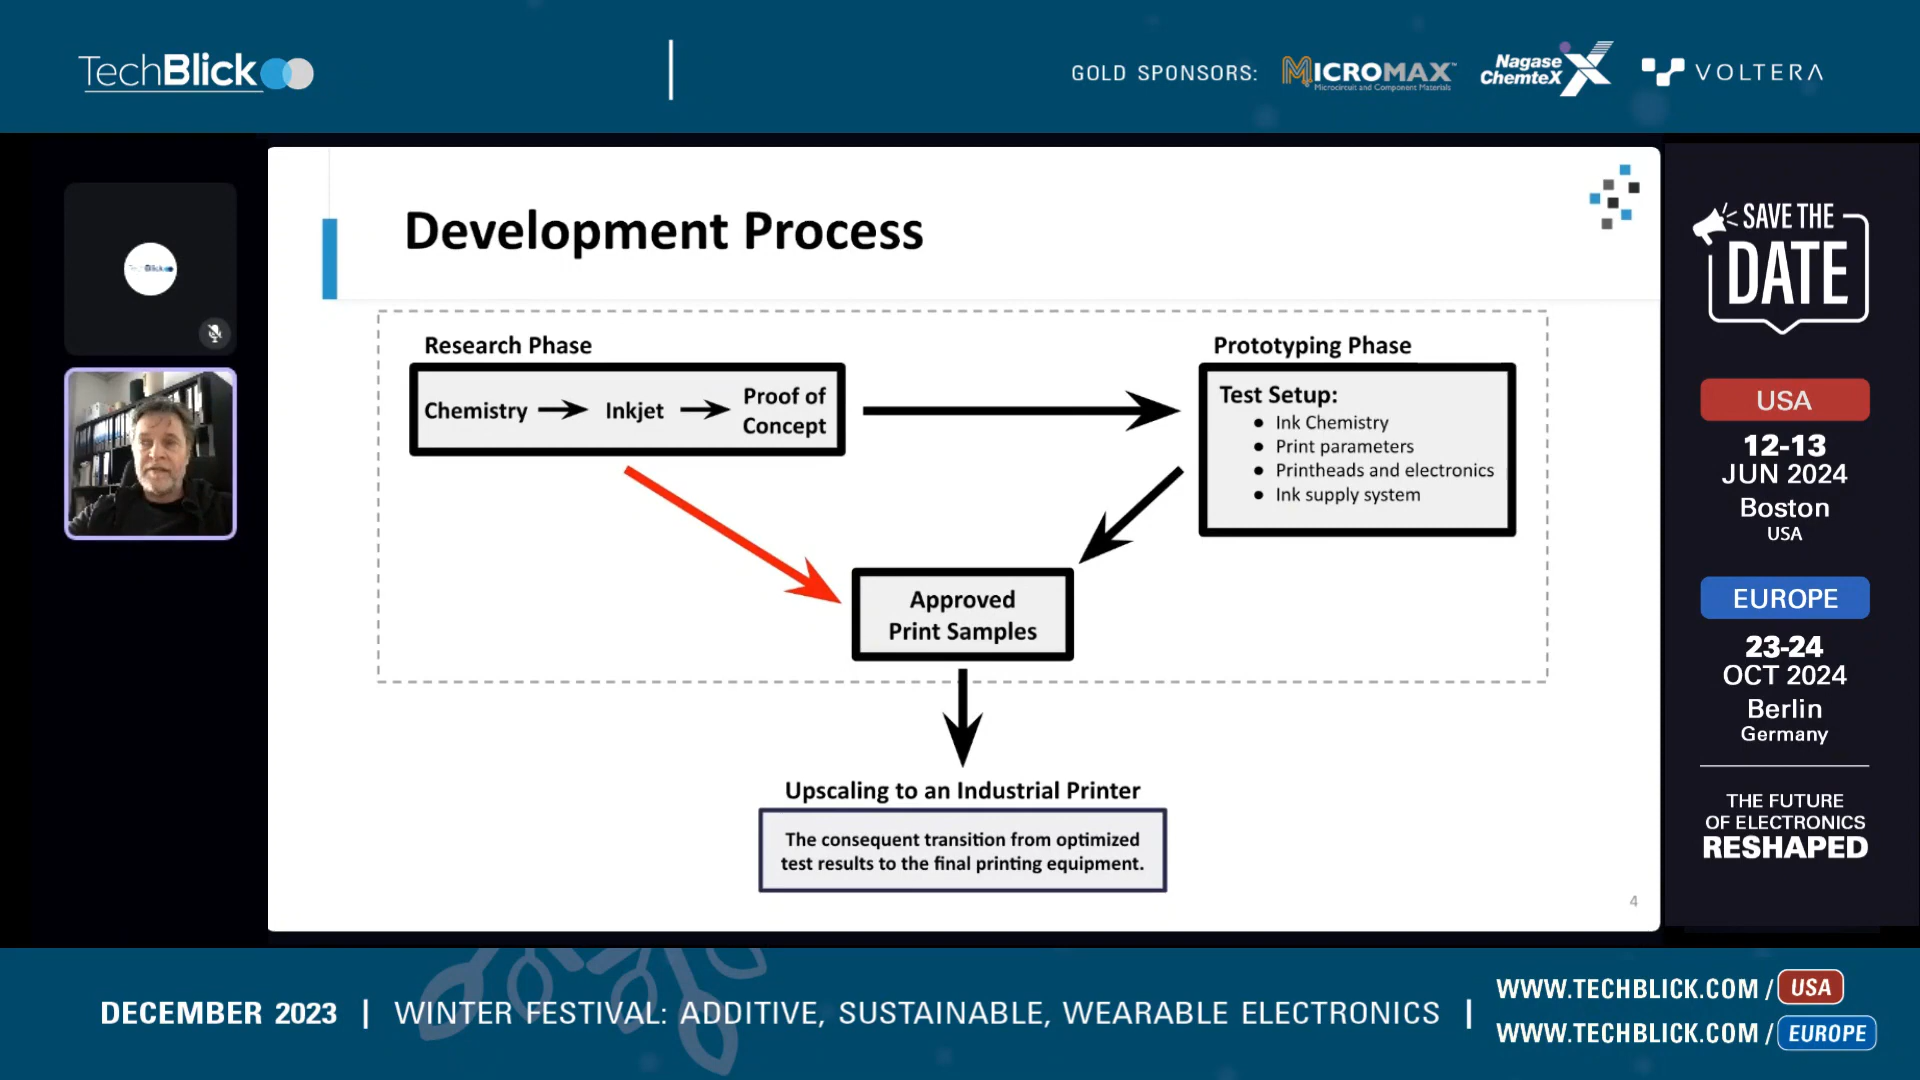 TechBlick
GOLD SPONSORS:
MICROMAX™
Microcircuit and Component Materials
Nagase
ChemteX
VOLTERA
TechBlick
Development Process
Research Phase
Chemistry
Inkjet
Proof of
Concept
Prototyping Phase
Test Setup:
● Ink Chemistry
● Print parameters
● Printheads and electronics
● Ink supply system
Approved
Print Samples
Upscaling to an Industrial Printer
The consequent transition from optimized
test results to the final printing equipment.
4
SAVE THE
DATE
USA
12-13
JUN 2024
Boston
USA
EUROPE
23-24
OCT 2024
Berlin
Germany
THE FUTURE
OF ELECTRONICS
RESHAPED
DECEMBER 2023 | WINTER FESTIVAL: ADDITIVE, SUSTAINABLE, WEARABLE ELECTRONICS |
WWW.TECHBLICK.COM / USA
WWW.TECHBLICK.COM / EUROPE